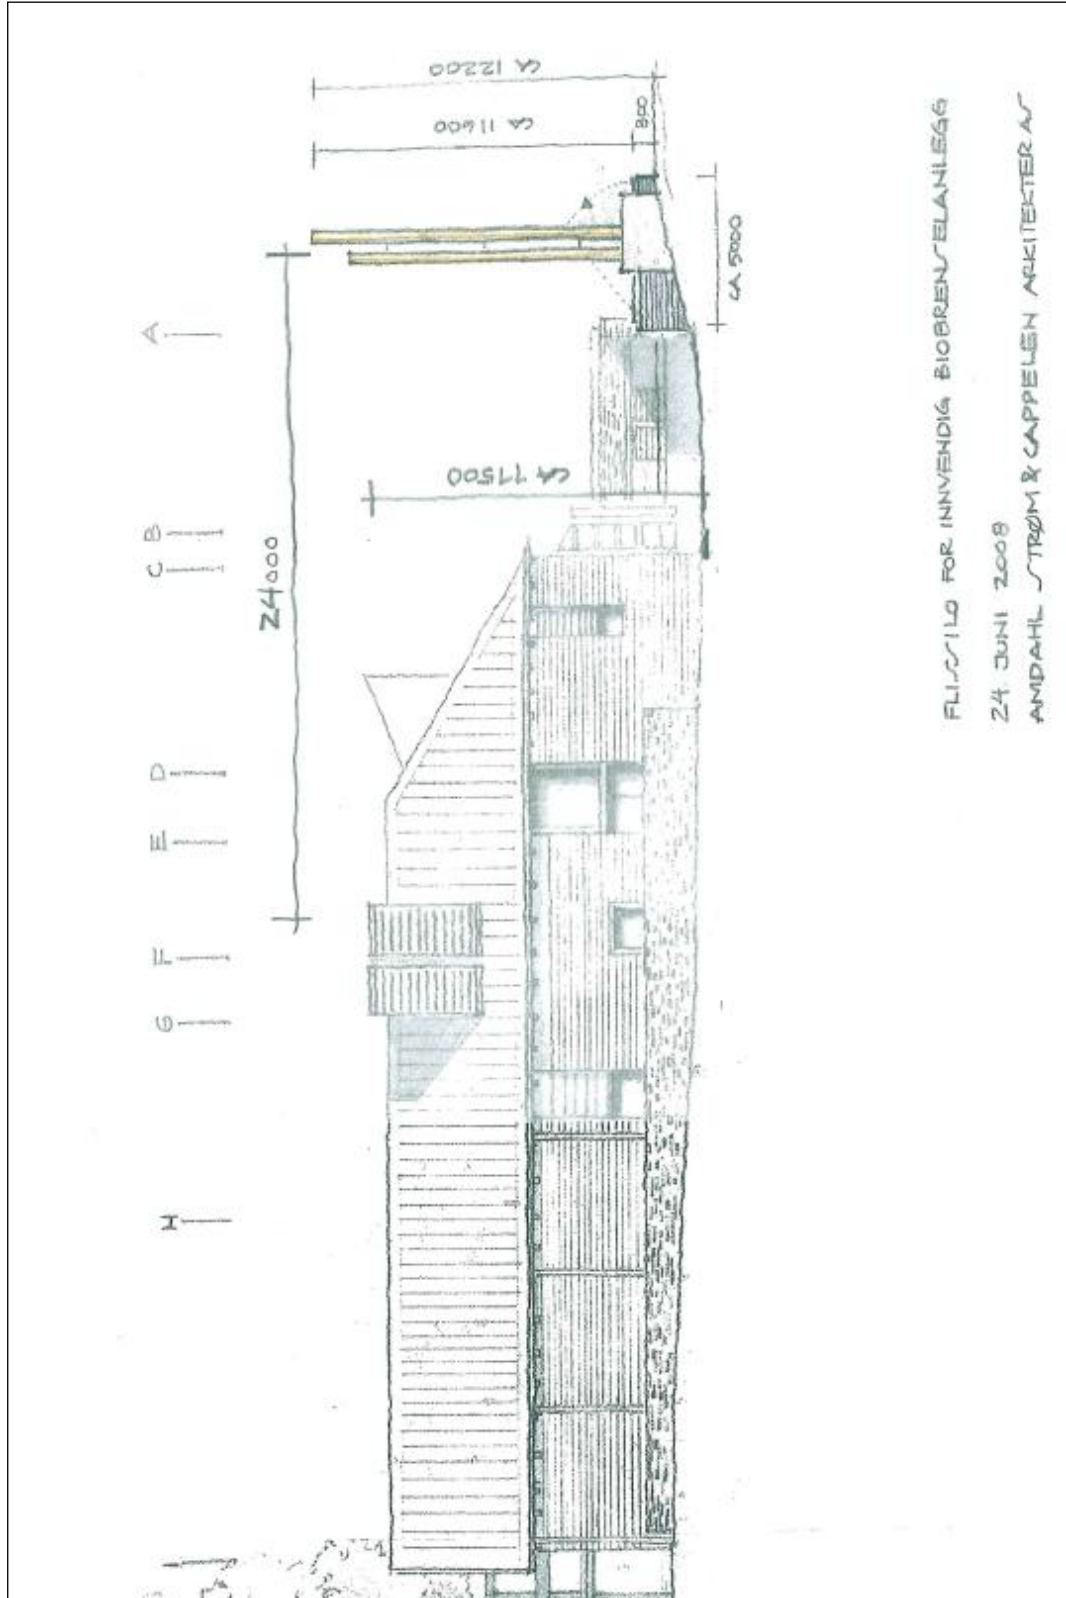 CA 12200
CA 11600
800
CA 5000
24000
CA 11500
A
B
C
D
E
F
G
H
I
FLISSILO FOR INNVENDIG BIOBRENSELANLEGG
24. JUNI 2008
AMDAHL STRØM & CAPPELEN ARKITEKTER AS